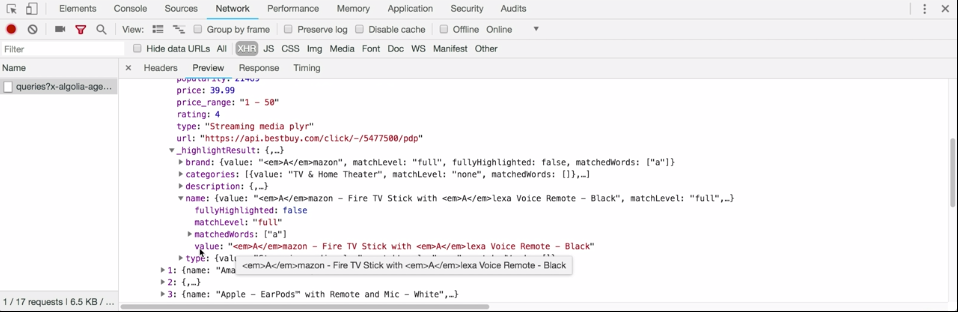 Elements Console Sources Network Performance Memory Application Security Audits
View: Group by frame Preserve log Disable cache Offline Online
Filter Hide data URLs All XHR JS CSS Img Media Font Doc WS Manifest Other
Name Headers Preview Response Timing
queries?x-algolia-age…
price: 39.99
price_range: "1 - 50"
rating: 4
type: "Streaming media plyr"
url: "https://api.bestbuy.com/click/-/5477500/pdp"
_highlightResult: {,…}
brand: {value: "<em>A</em>mazon", matchLevel: "full", fullyHighlighted: false, matchedWords: ["a"]}
categories: [{value: "TV & Home Theater", matchLevel: "none", matchedWords: []},…]
description: {,…}
name: {value: "<em>A</em>mazon - Fire TV Stick with <em>A</em>lexa Voice Remote - Black", matchLevel: "full",…}
fullyHighlighted: false
matchLevel: "full"
matchedWords: ["a"]
value: "<em>A</em>mazon - Fire TV Stick with <em>A</em>lexa Voice Remote - Black"
type: {valu
<em>A</em>mazon - Fire TV Stick with <em>A</em>lexa Voice Remote - Black
1: {name: "Ama
2: {,…}
3: {name: "Apple - EarPods™ with Remote and Mic - White",…}
1 / 17 requests | 6.5 KB / …